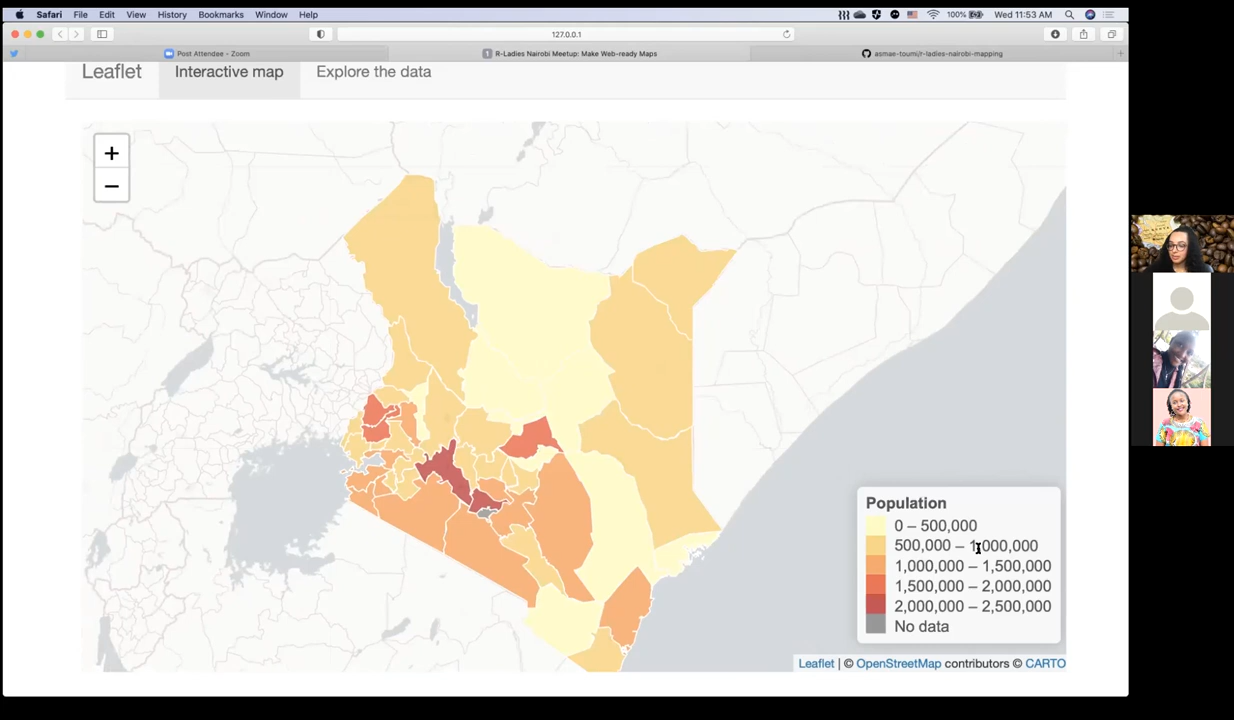 Safari File Edit View History Bookmarks Window Help 100% Wed 11:53 AM
127.0.0.1
Post Attendee - Zoom 1 R-Ladies Nairobi Meetup: Make Web-ready Maps asmae-toumi/r-ladies-nairobi-mapping
Leaflet Interactive map Explore the data
+
−
Population
0 – 500,000
500,000 – 1,000,000
1,000,000 – 1,500,000
1,500,000 – 2,000,000
2,000,000 – 2,500,000
No data
Leaflet | © OpenStreetMap contributors © CARTO